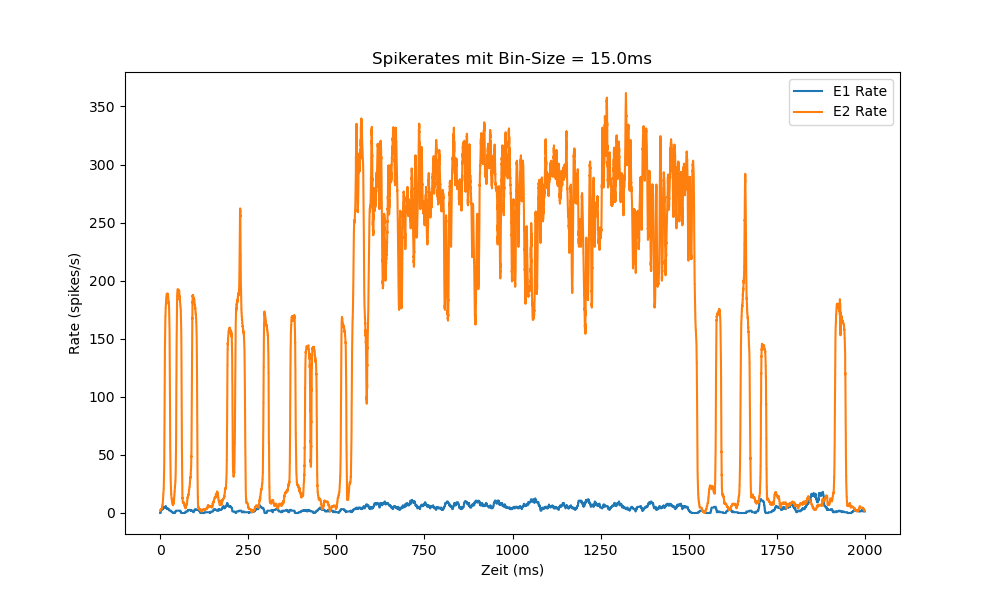 Spikerates mit Bin-Size = 15.0ms
E1 Rate
E2 Rate
350
300
250
200
150
100
50
0
Rate (spikes/s)
0 250 500 750 1000 1250 1500 1750 2000
Zeit (ms)